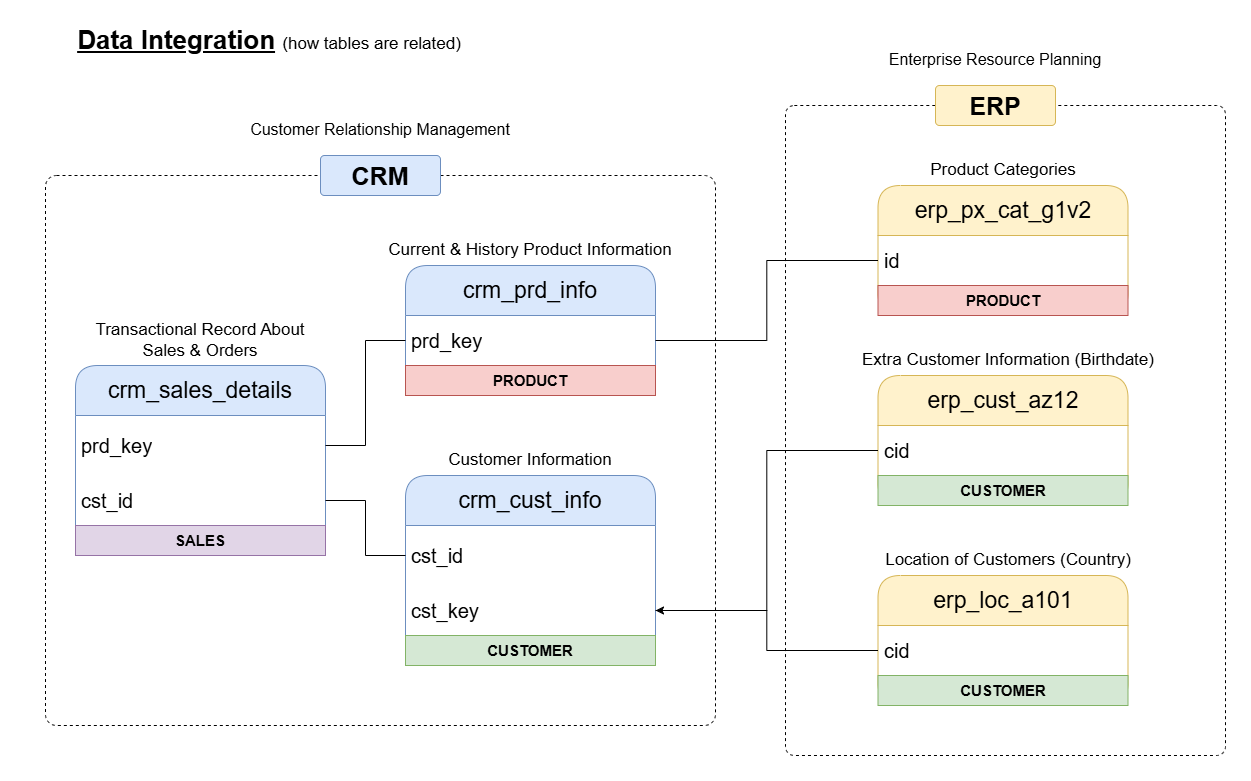 Data Integration (how tables are related)
Customer Relationship Management
CRM
Transactional Record About
Sales & Orders
crm_sales_details
prd_key
cst_id
SALES
Current & History Product Information
crm_prd_info
prd_key
PRODUCT
Customer Information
crm_cust_info
cst_id
cst_key
CUSTOMER
Enterprise Resource Planning
ERP
Product Categories
erp_px_cat_g1v2
id
PRODUCT
Extra Customer Information (Birthdate)
erp_cust_az12
cid
CUSTOMER
Location of Customers (Country)
erp_loc_a101
cid
CUSTOMER